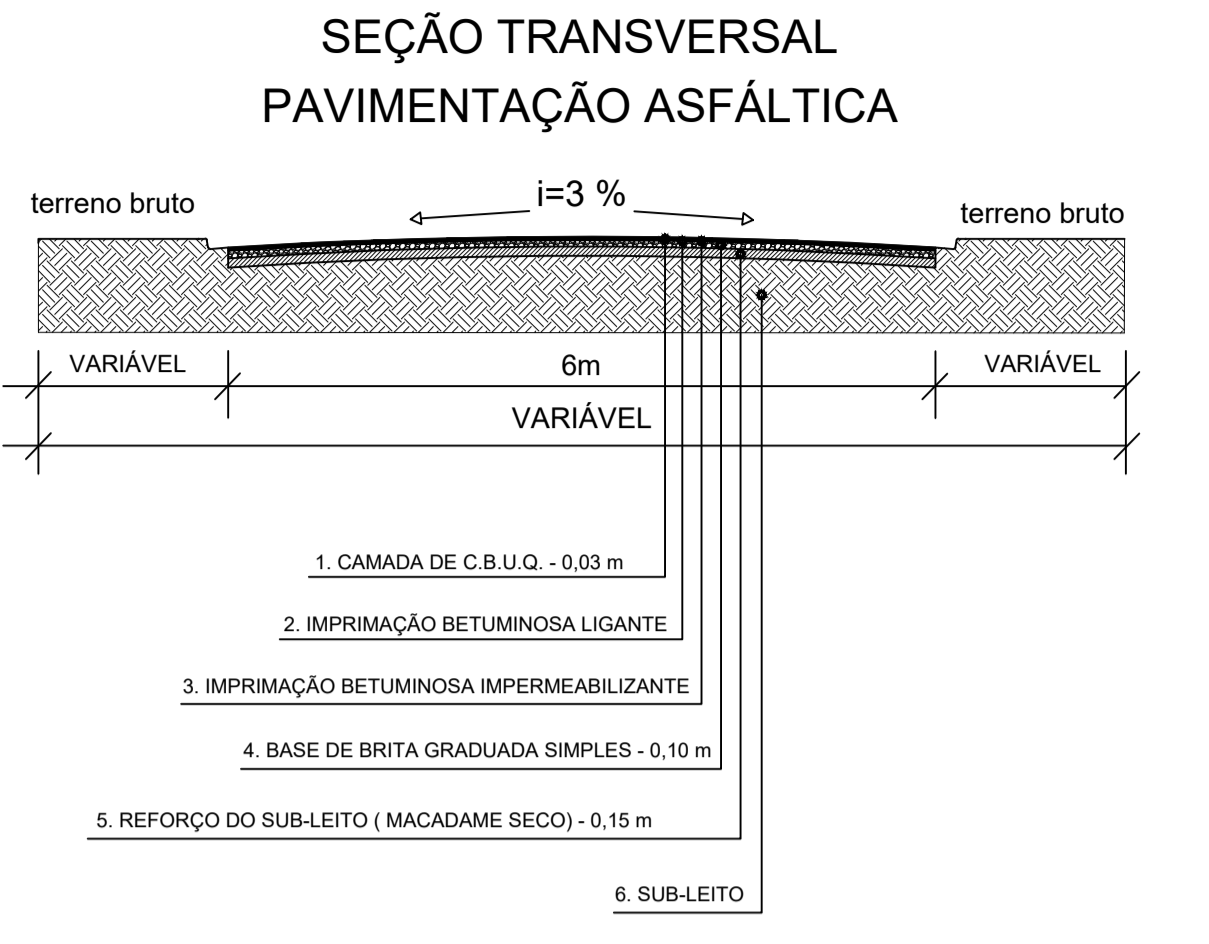 SEÇÃO TRANSVERSAL
PAVIMENTAÇÃO ASFÁLTICA
i=3 %
terreno bruto
terreno bruto
VARIÁVEL
6m
VARIÁVEL
VARIÁVEL
1. CAMADA DE C.B.U.Q. - 0,03 m
2. IMPRIMAÇÃO BETUMINOSA LIGANTE
3. IMPRIMAÇÃO BETUMINOSA IMPERMEABILIZANTE
4. BASE DE BRITA GRADUADA SIMPLES - 0,10 m
5. REFORÇO DO SUB-LEITO ( MACADAME SECO) - 0,15 m
6. SUB-LEITO